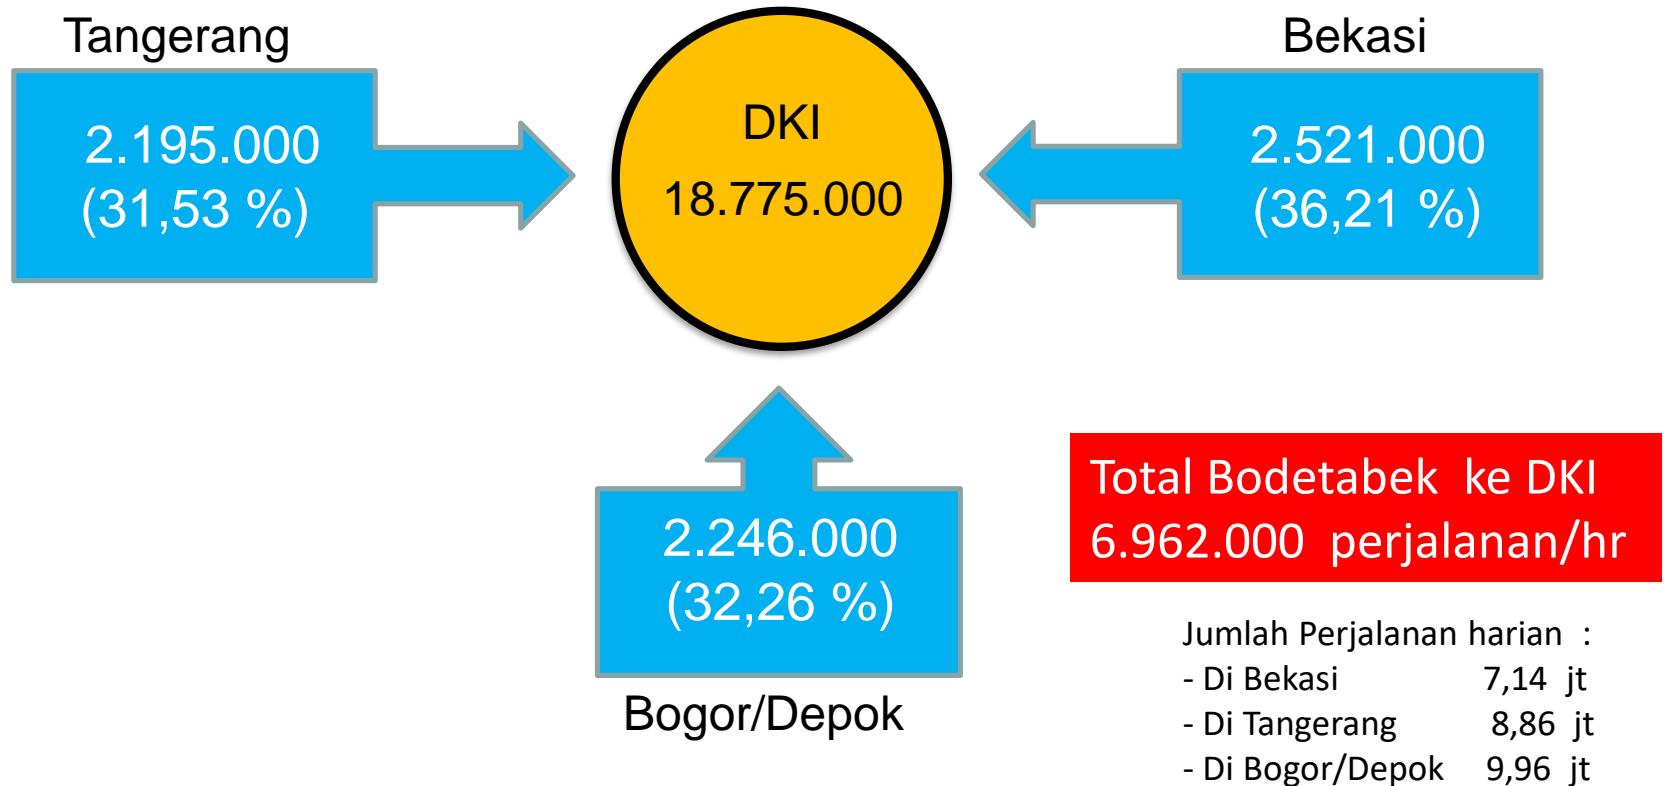 Tangerang
2.195.000
(31,53 %)
DKI
18.775.000
Bekasi
2.521.000
(36,21 %)
2.246.000
(32,26 %)
Bogor/Depok
Total Bodetabek ke DKI
6.962.000 perjalanan/hr
Jumlah Perjalanan harian :
- Di Bekasi 7,14 jt
- Di Tangerang 8,86 jt
- Di Bogor/Depok 9,96 jt